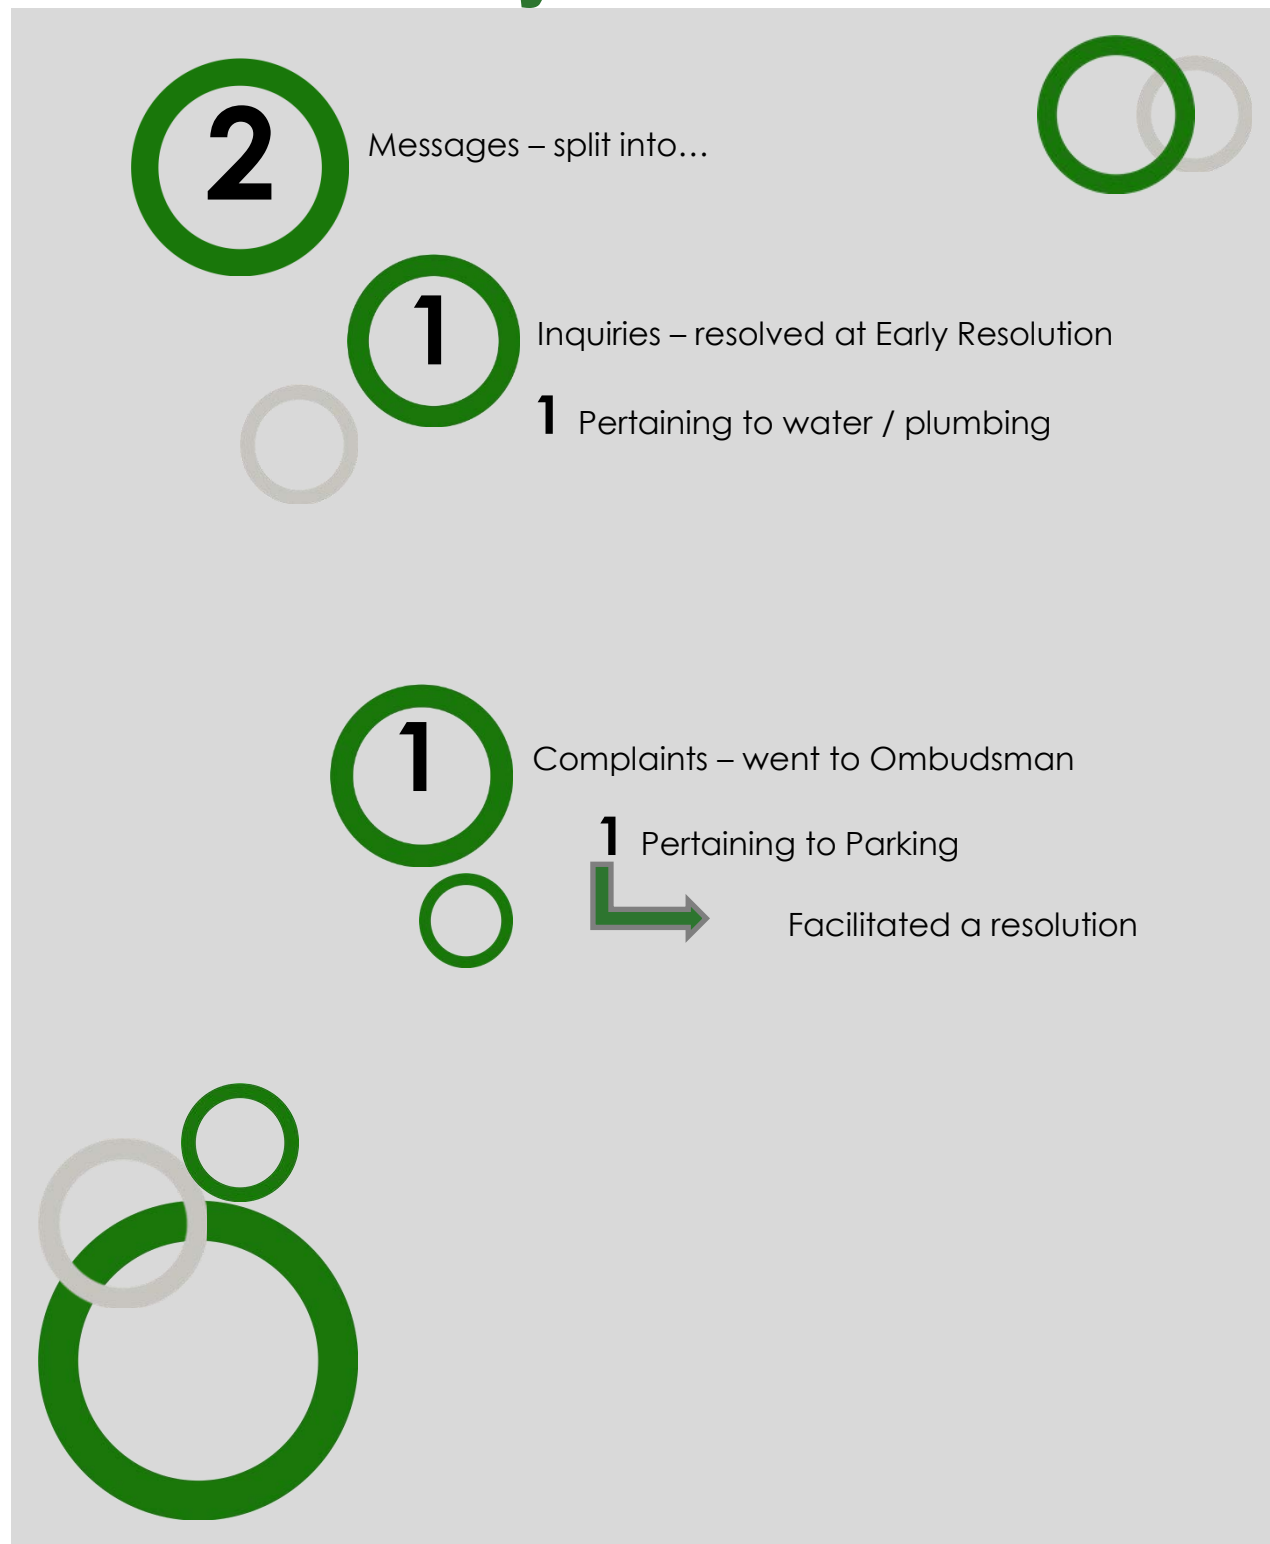 2
Messages – split into…
1
Inquiries – resolved at Early Resolution
1 Pertaining to water / plumbing
1
Complaints – went to Ombudsman
1 Pertaining to Parking
Facilitated a resolution